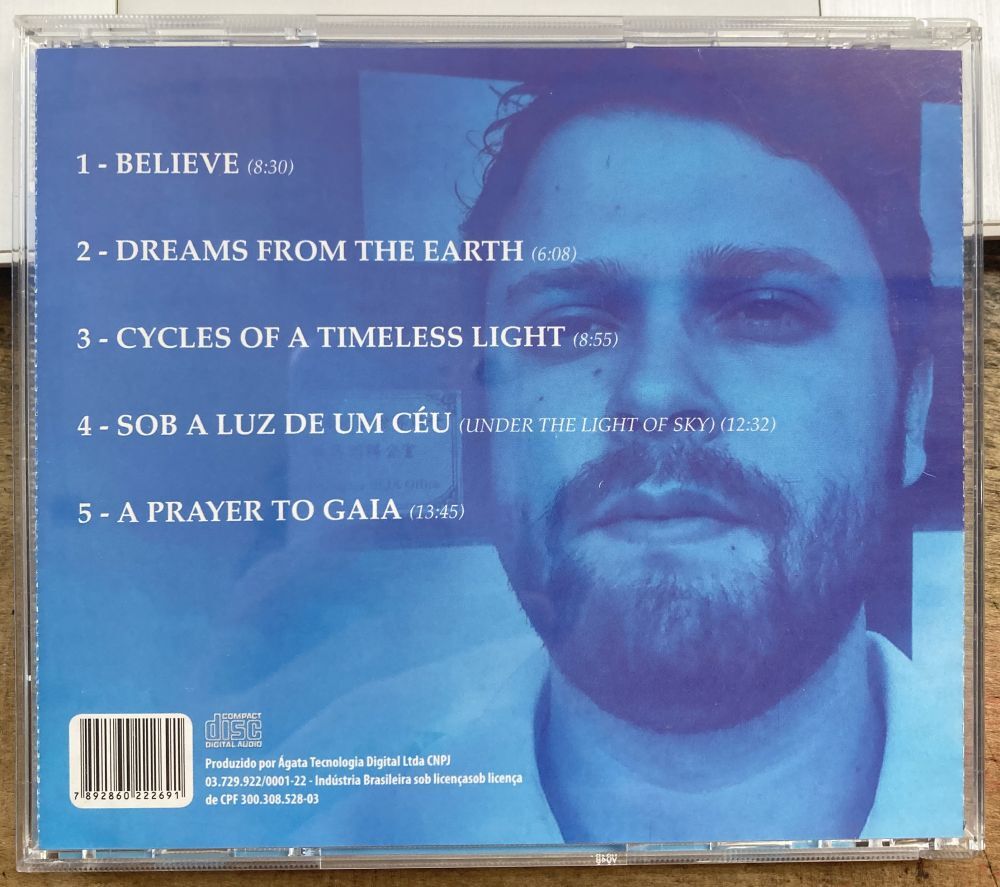 1 - BELIEVE (8:30)
2 - DREAMS FROM THE EARTH (6:08)
3 - CYCLES OF A TIMELESS LIGHT (8:55)
4 - SOB A LUZ DE UM CÉU (UNDER THE LIGHT OF SKY) (12:32)
5 - A PRAYER TO GAIA (13:45)
COMPACT
disc
DIGITAL AUDIO
Produzido por Ágata Tecnologia Digital Ltda CNPJ
03.729.922/0001-22 - Indústria Brasileira sob licençasob licença
de CPF 300.308.528-03
7 892860 222691